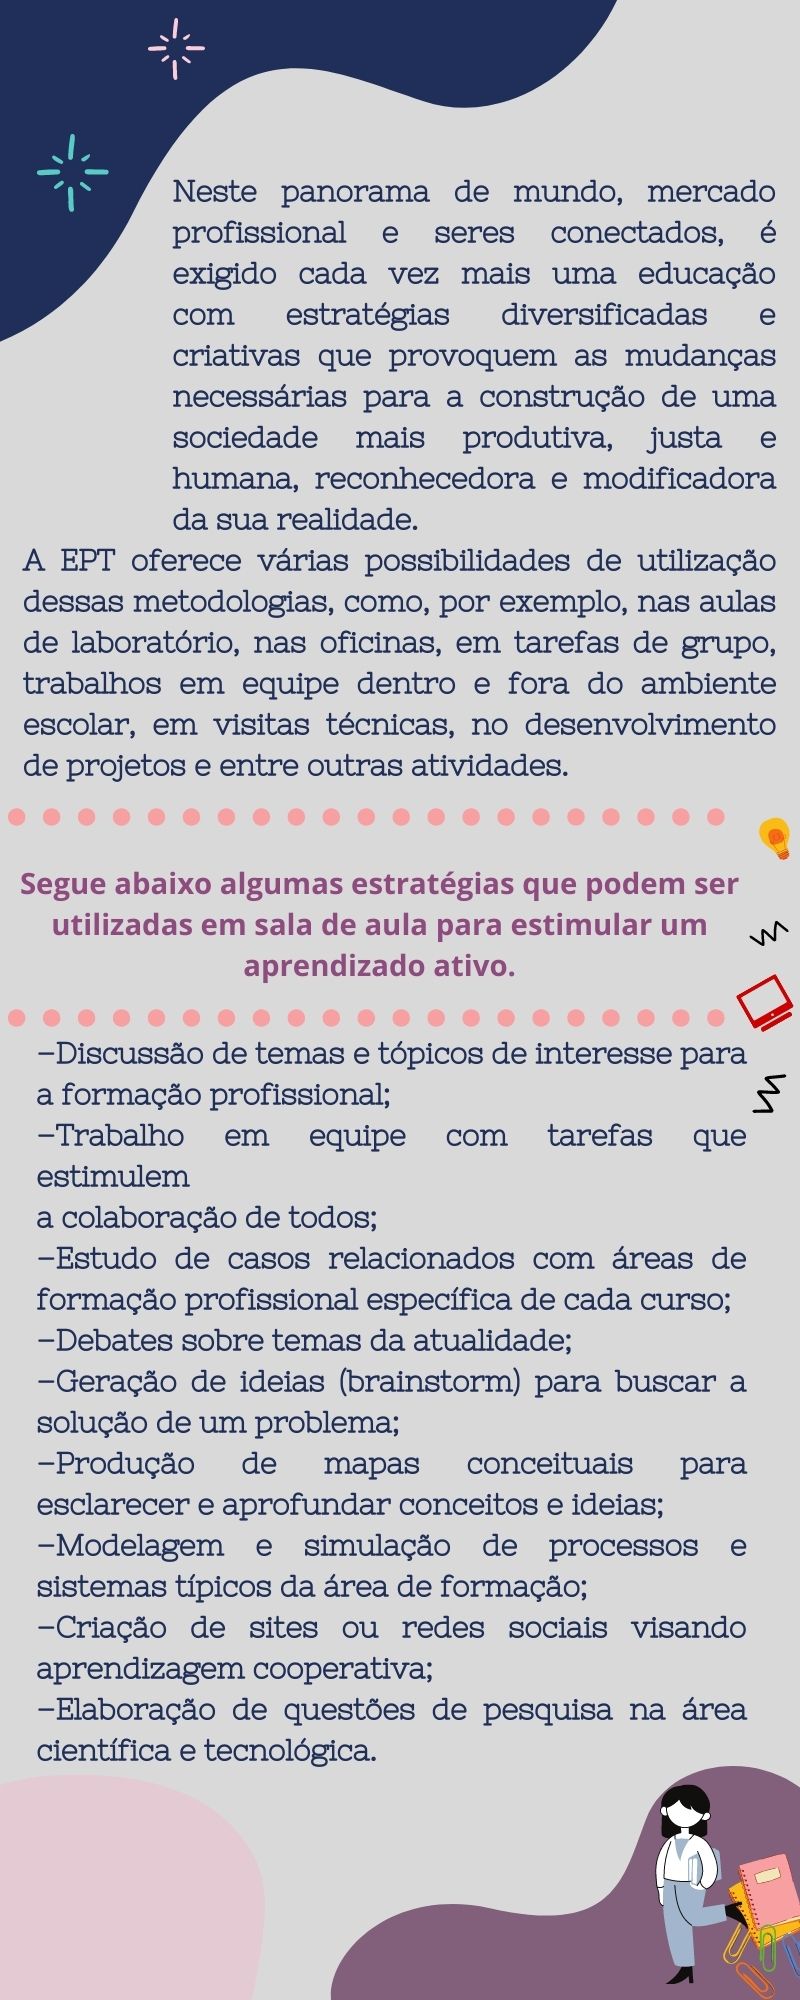 Neste panorama de mundo, mercado
profissional e seres conectados, é
exigido cada vez mais uma educação
com estratégias diversificadas e
criativas que provoquem as mudanças
necessárias para a construção de uma
sociedade mais produtiva, justa e
humana, reconhecedora e modificadora
da sua realidade.
A EPT oferece várias possibilidades de utilização
dessas metodologias, como, por exemplo, nas aulas
de laboratório, nas oficinas, em tarefas de grupo,
trabalhos em equipe dentro e fora do ambiente
escolar, em visitas técnicas, no desenvolvimento
de projetos e entre outras atividades.
Segue abaixo algumas estratégias que podem ser
utilizadas em sala de aula para estimular um
aprendizado ativo.
–Discussão de temas e tópicos de interesse para
a formação profissional;
–Trabalho em equipe com tarefas que
estimulem
a colaboração de todos;
–Estudo de casos relacionados com áreas de
formação profissional específica de cada curso;
–Debates sobre temas da atualidade;
–Geração de ideias (brainstorm) para buscar a
solução de um problema;
–Produção de mapas conceituais para
esclarecer e aprofundar conceitos e ideias;
–Modelagem e simulação de processos e
sistemas típicos da área de formação;
–Criação de sites ou redes sociais visando
aprendizagem cooperativa;
–Elaboração de questões de pesquisa na área
científica e tecnológica.